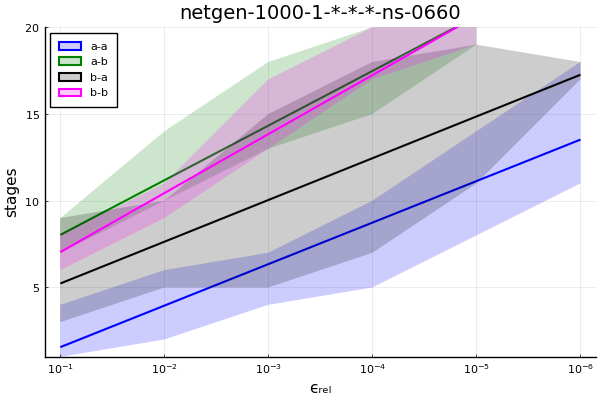 netgen-1000-1-*-*-*-ns-0660
a-a
a-b
b-a
b-b
20
15
10
5
stages
10⁻¹ 10⁻² 10⁻³ 10⁻⁴ 10⁻⁵ 10⁻⁶
ϵᵣₑₗ